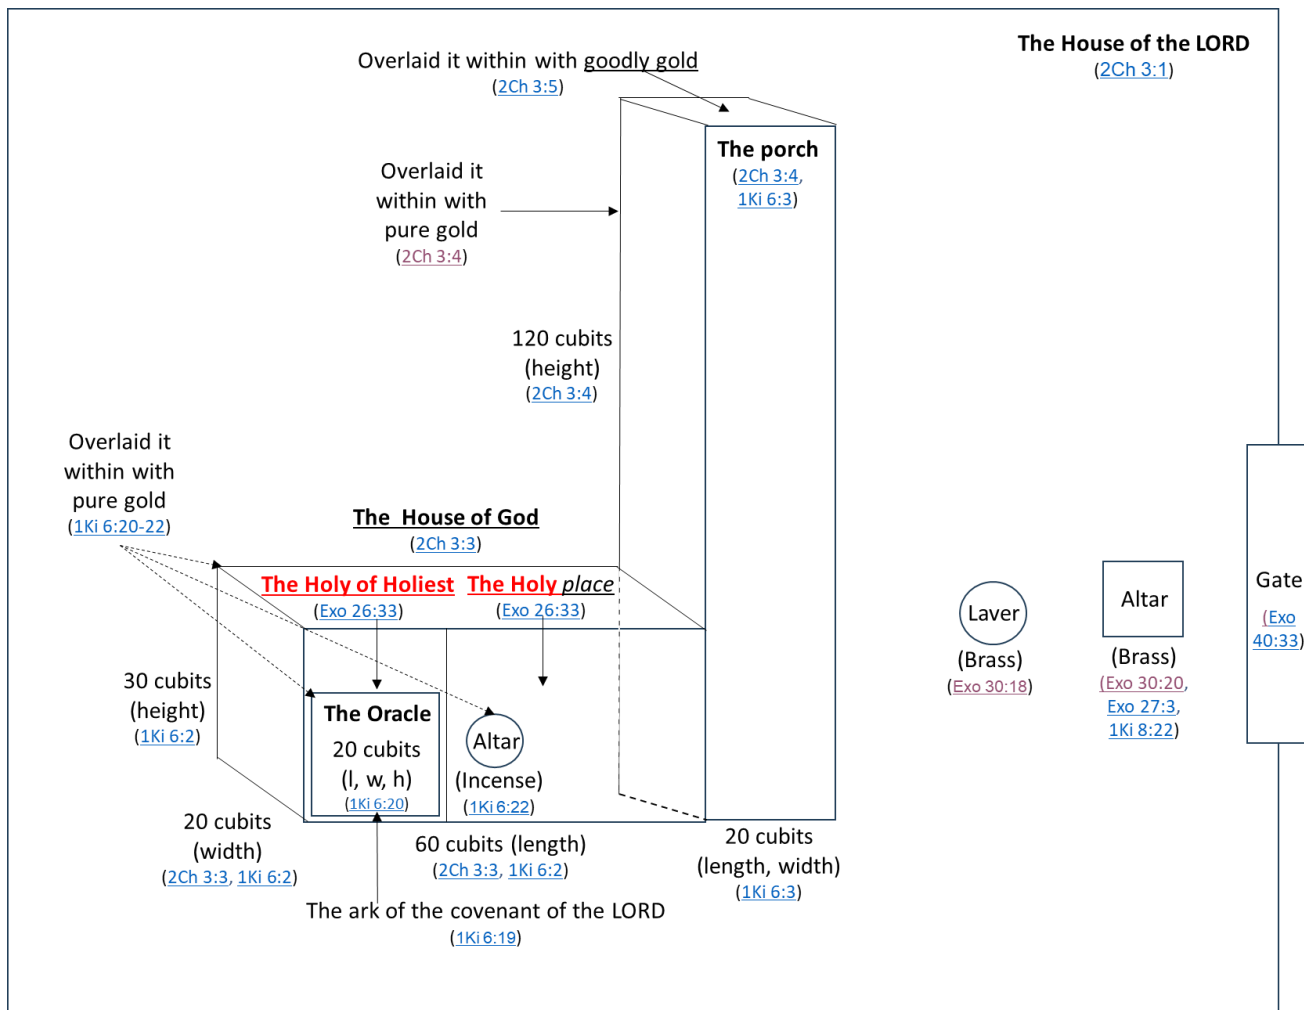 The House of the LORD
(2Ch 3:1)
Overlaid it within with goodly gold
(2Ch 3:5)
The porch
(2Ch 3:4,
1Ki 6:3)
Overlaid it
within with
pure gold
(2Ch 3:4)
120 cubits
(height)
(2Ch 3:4)
Overlaid it
within with
pure gold
(1Ki 6:20-22)
The House of God
(2Ch 3:3)
The Holy of Holiest
(Exo 26:33)
The Holy place
(Exo 26:33)
30 cubits
(height)
(1Ki 6:2)
The Oracle
20 cubits
(l, w, h)
(1Ki 6:20)
Altar
(Incense)
(1Ki 6:22)
20 cubits
(width)
(2Ch 3:3, 1Ki 6:2)
60 cubits (length)
(2Ch 3:3, 1Ki 6:2)
20 cubits
(length, width)
(1Ki 6:3)
The ark of the covenant of the LORD
(1Ki 6:19)
Laver
(Brass)
(Exo 30:18)
Altar
(Brass)
(Exo 30:20,
Exo 27:3,
1Ki 8:22)
Gate
(Exo
40:33)